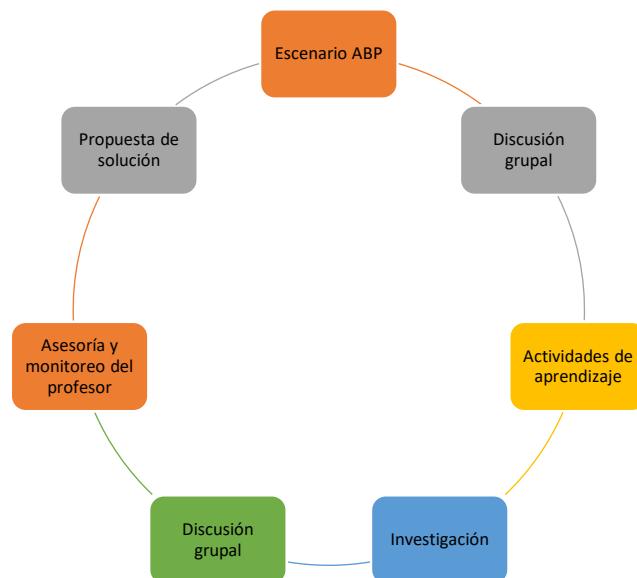 Escenario ABP
Discusión
grupal
Actividades de
aprendizaje
Investigación
Discusión
grupal
Asesoría y
monitoreo del
profesor
Propuesta de
solución